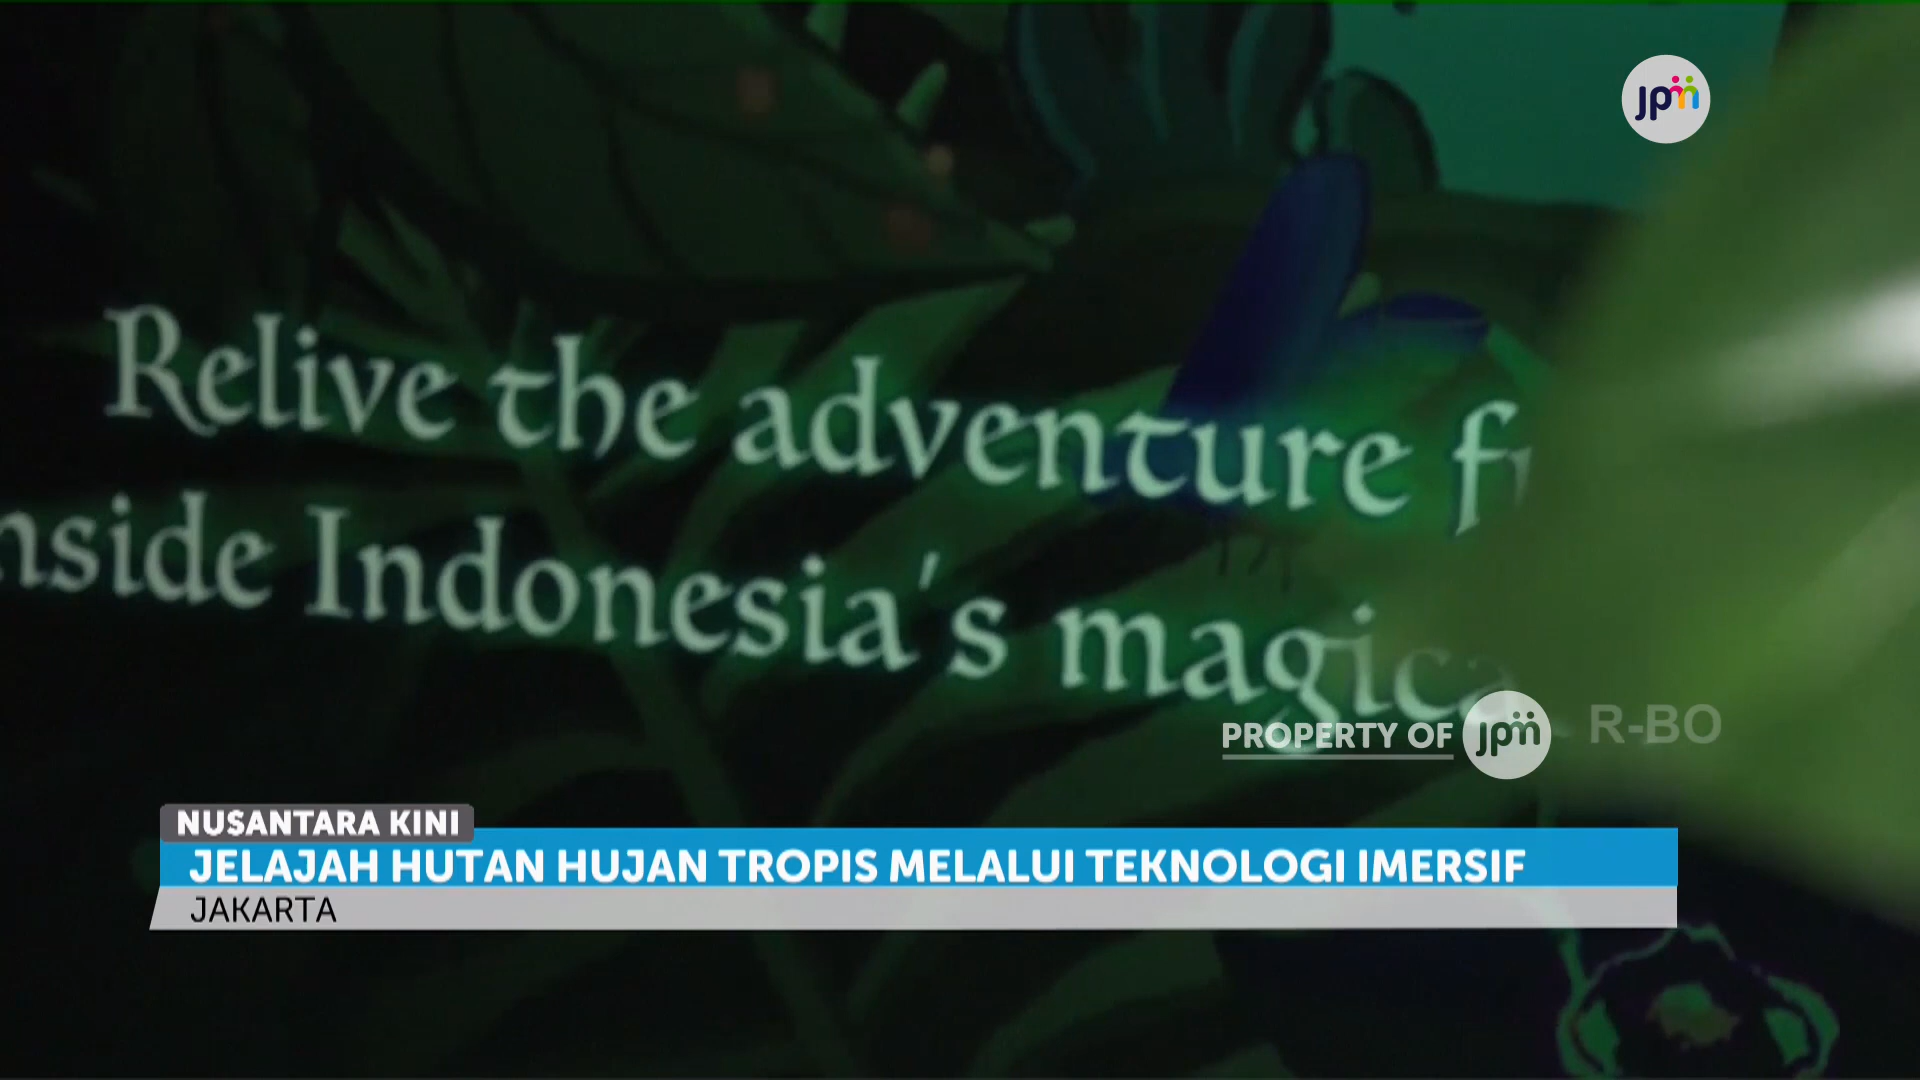 jpm
Relive the adventure
Indonesia's
PROPERTY OF jpm R-BO
NUSANTARA KINI
JELAJAH HUTAN HUJAN TROPIS MELALUI TEKNOLOGI IMERSIF
JAKARTA